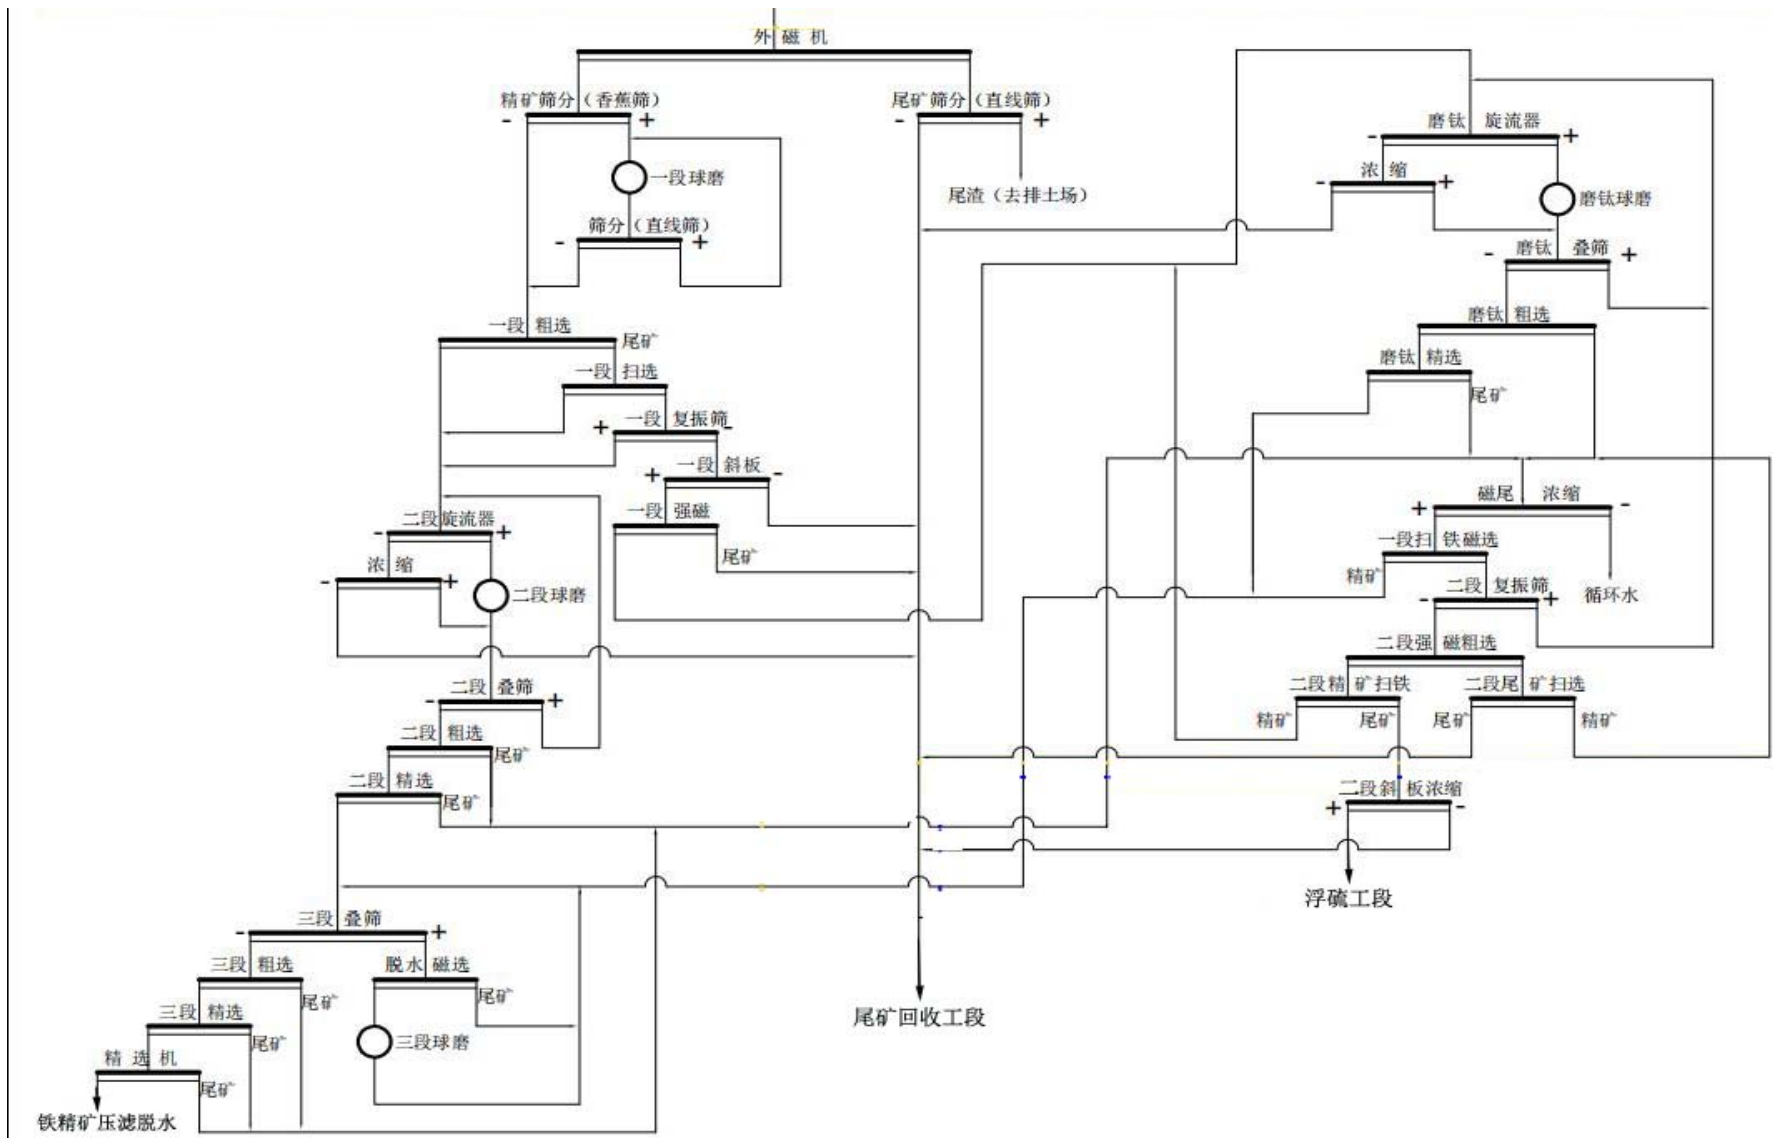 外 磁 机
精矿筛分（香蕉筛）
- +
尾矿筛分（直线筛）
- +
一段球磨
尾渣（去排土场）
筛分（直线筛）
- +
磨钛 旋流器
- +
浓 缩
- +
磨钛球磨
磨钛 叠筛
- +
磨钛 粗选
磨钛 精选
尾矿
一段 粗选
尾矿
一段 扫选
一段 复振筛
+ -
一段 斜板
+ -
一段 强磁
尾矿
二段旋流器
- +
浓 缩
- +
二段球磨
磁尾 浓缩
+ -
一段扫 铁磁选
精矿
循环水
二段 复振筛
- +
二段强 磁粗选
二段精 矿扫铁
精矿 尾矿
二段尾 矿扫选
尾矿 精矿
二段 叠筛
- +
二段 粗选
尾矿
二段 精选
尾矿
二段斜 板浓缩
+ -
浮硫工段
三段 叠筛
- +
三段 粗选
尾矿
脱水 磁选
尾矿
三段 精选
尾矿
三段球磨
精 选 机
尾矿
铁精矿压滤脱水
尾矿回收工段